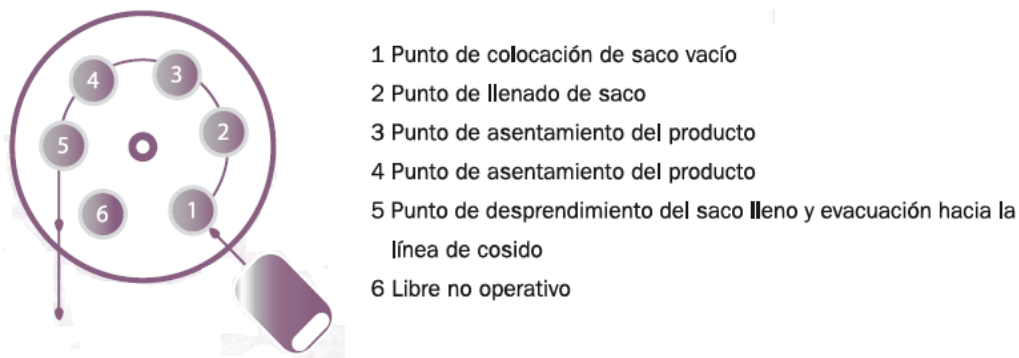 4
3
5
2
6
1
1 Punto de colocación de saco vacío
2 Punto de llenado de saco
3 Punto de asentamiento del producto
4 Punto de asentamiento del producto
5 Punto de desprendimiento del saco lleno y evacuación hacia la
línea de cosido
6 Libre no operativo